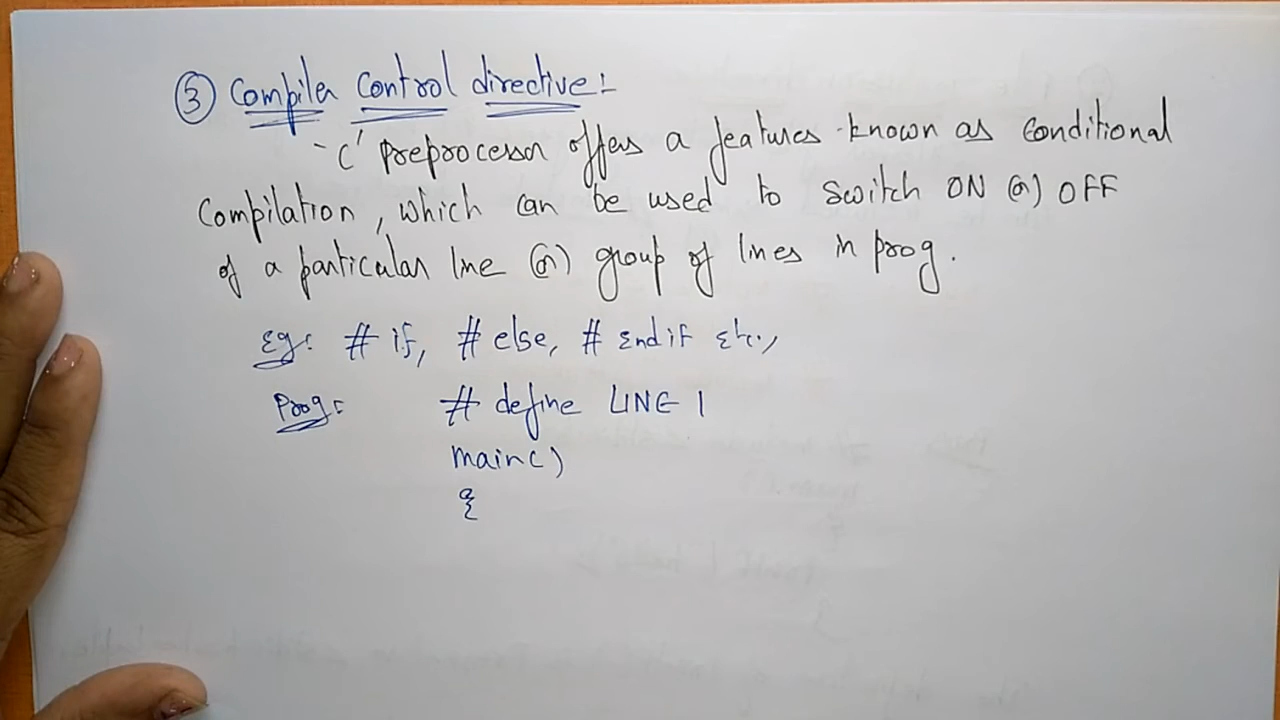 ③ Compiler Control directive:-
'C' preprocessor offers a features known as Conditional
Compilation, which can be used to switch ON (or) OFF
of a particular line (or) group of lines in prog.
Eg: # if, # else, # endif etc.,
Prog: # define LINE 1
main()
{